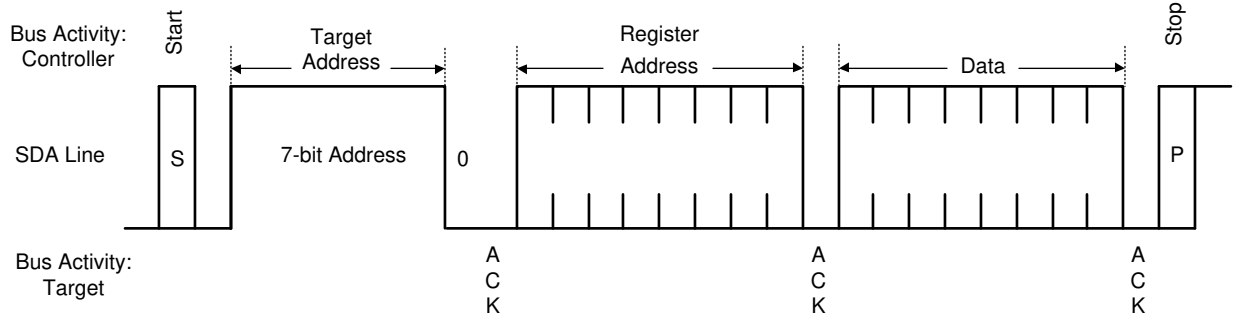 Bus Activity:
Controller
Start
Target
Address
Register
Address
Data
Stop
SDA Line
S
7-bit Address
0
P
Bus Activity:
Target
A
C
K
A
C
K
A
C
K